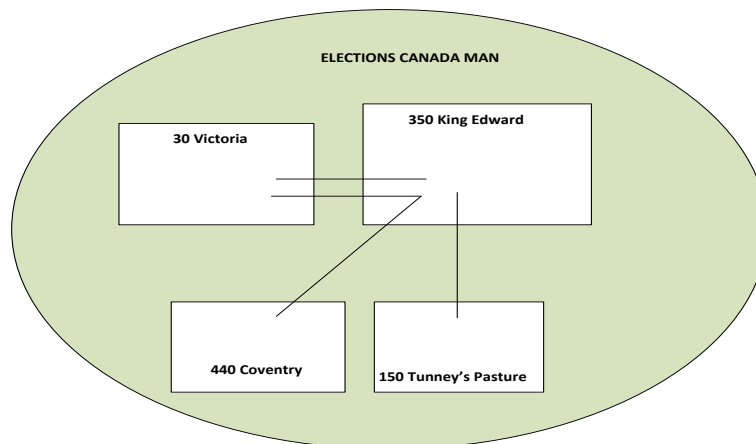 ELECTIONS CANADA MAN
30 Victoria
350 King Edward
440 Coventry
150 Tunney's Pasture